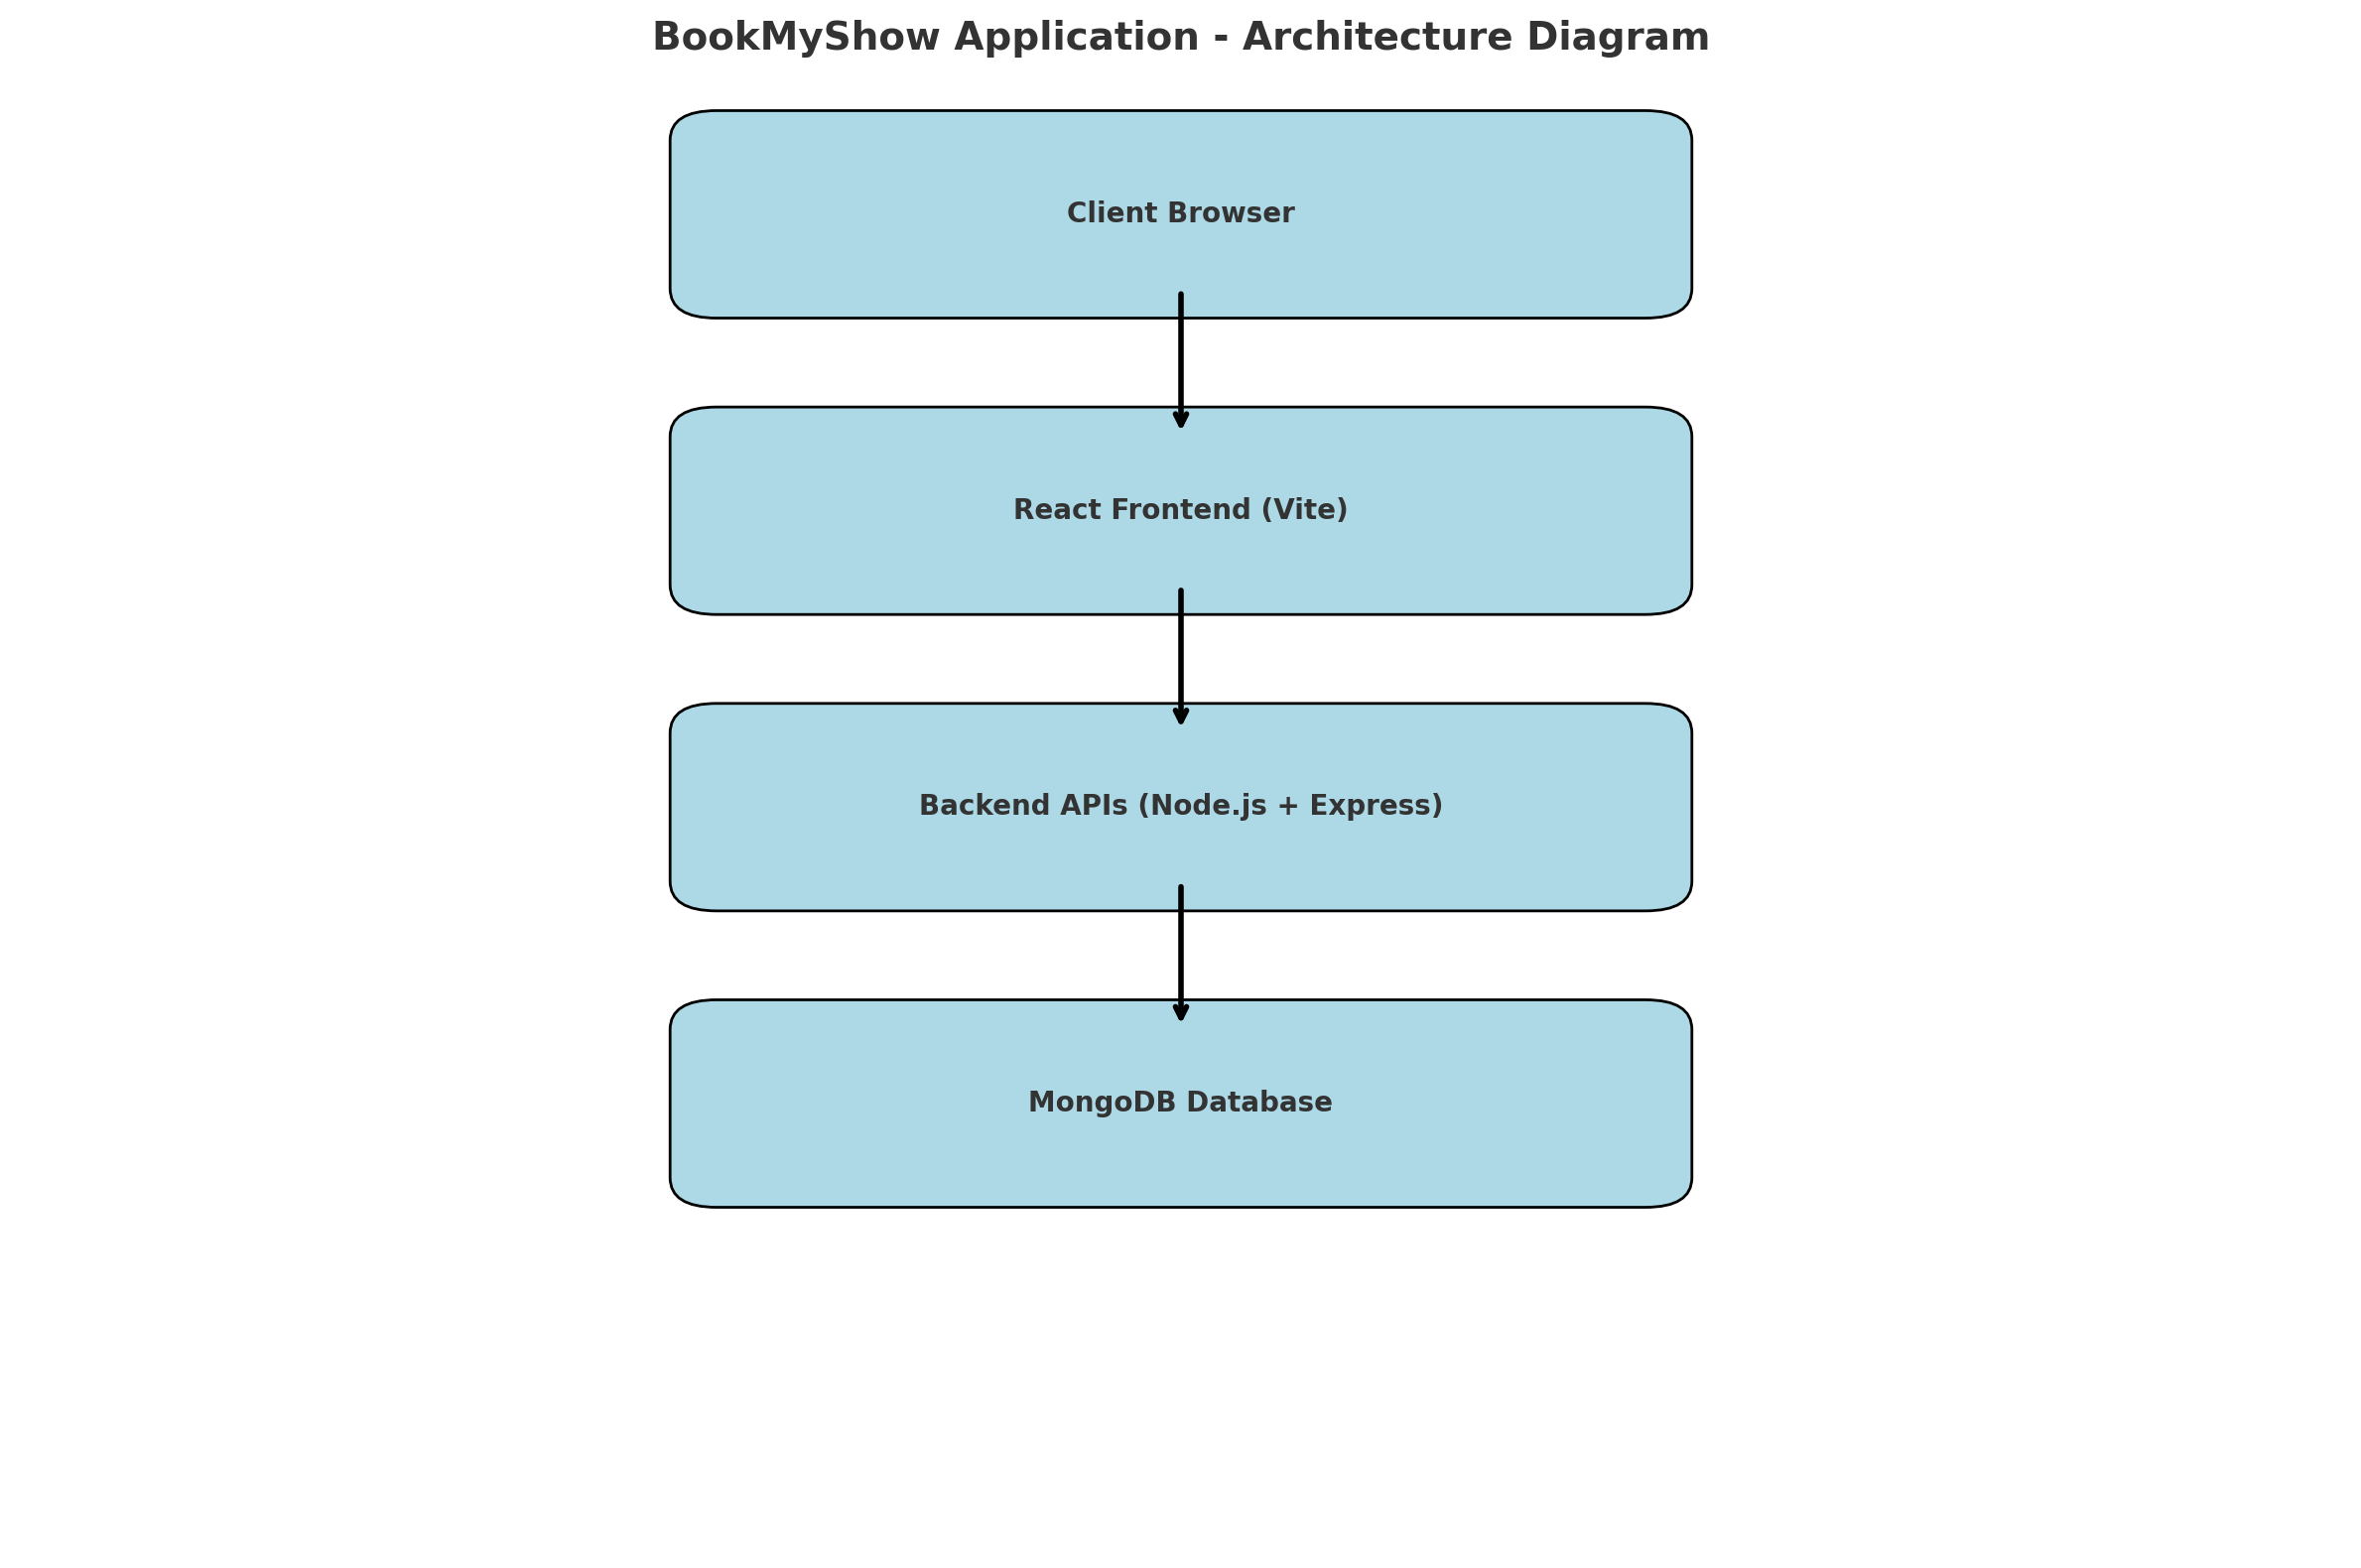 BookMyShow Application - Architecture Diagram
Client Browser
React Frontend (Vite)
Backend APIs (Node.js + Express)
MongoDB Database